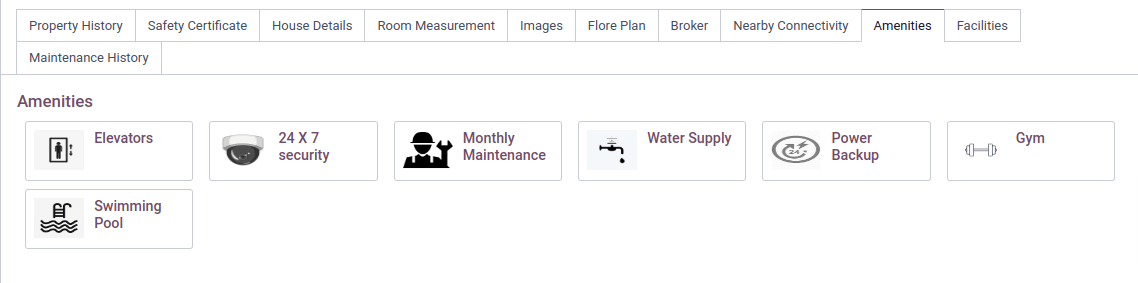 Property History Safety Certificate House Details Room Measurement Images Flore Plan Broker Nearby Connectivity Amenities Facilities
Maintenance History
Amenities
Elevators
24 X 7
security
Monthly
Maintenance
Water Supply
Power
Backup
24
Gym
Swimming
Pool